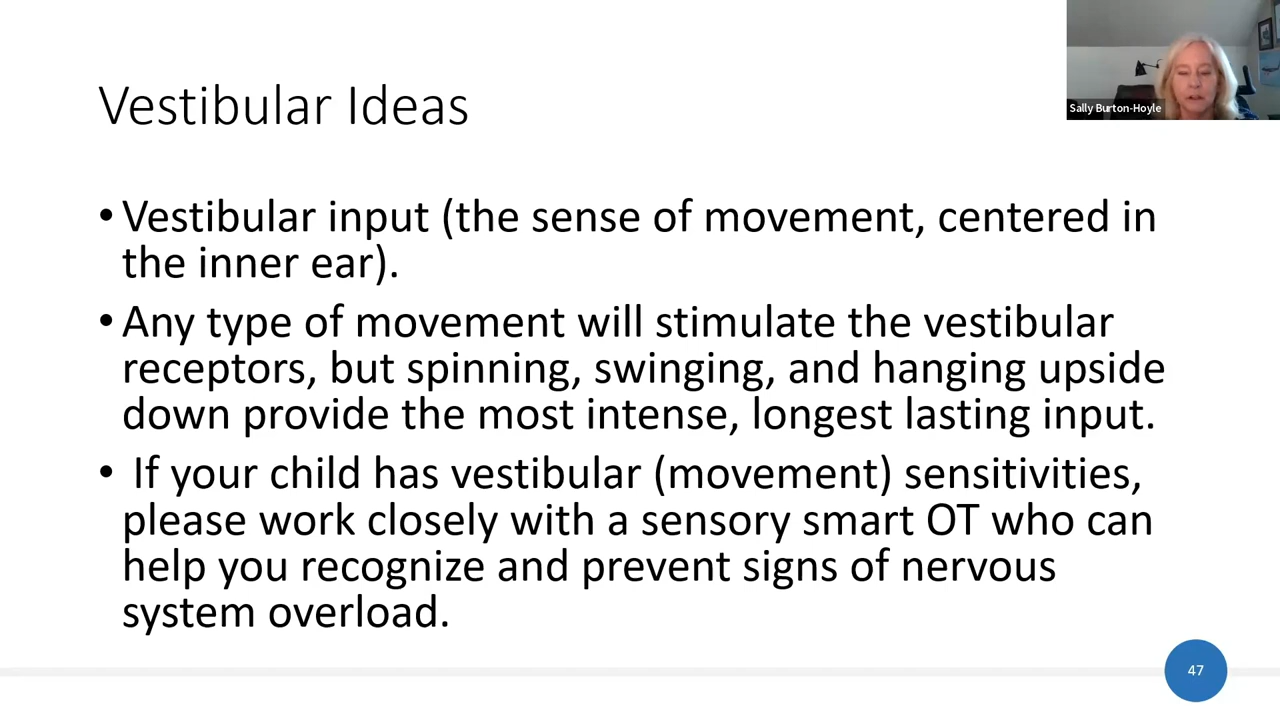 Vestibular Ideas
Sally Burton-Hoyle
• Vestibular input (the sense of movement, centered in
the inner ear).
• Any type of movement will stimulate the vestibular
receptors, but spinning, swinging, and hanging upside
down provide the most intense, longest lasting input.
• If your child has vestibular (movement) sensitivities,
please work closely with a sensory smart OT who can
help you recognize and prevent signs of nervous
system overload.
47